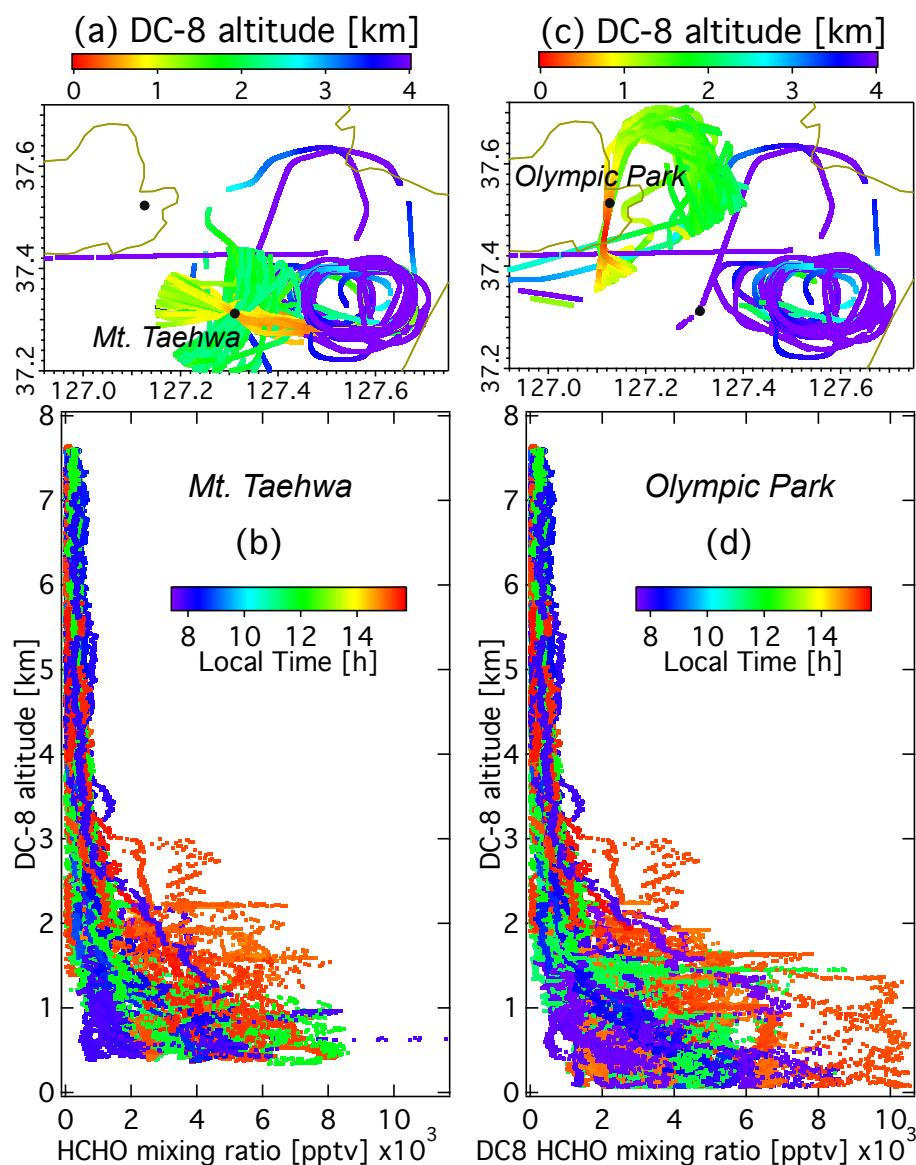 (a) DC-8 altitude [km]
0 1 2 3 4
37.6
37.4
37.2
Mt. Taehwa
127.0 127.2 127.4 127.6
(c) DC-8 altitude [km]
0 1 2 3 4
37.6
37.4
37.2
Olympic Park
127.0 127.2 127.4 127.6
8
7
6
5
4
3
2
1
0
DC-8 altitude [km]
Mt. Taehwa
(b)
8 10 12 14
Local Time [h]
0 2 4 6 8 10
HCHO mixing ratio [pptv] x10³
8
7
6
5
4
3
2
1
0
DC-8 altitude [km]
Olympic Park
(d)
8 10 12 14
Local Time [h]
0 2 4 6 8 10
DC8 HCHO mixing ratio [pptv] x10³